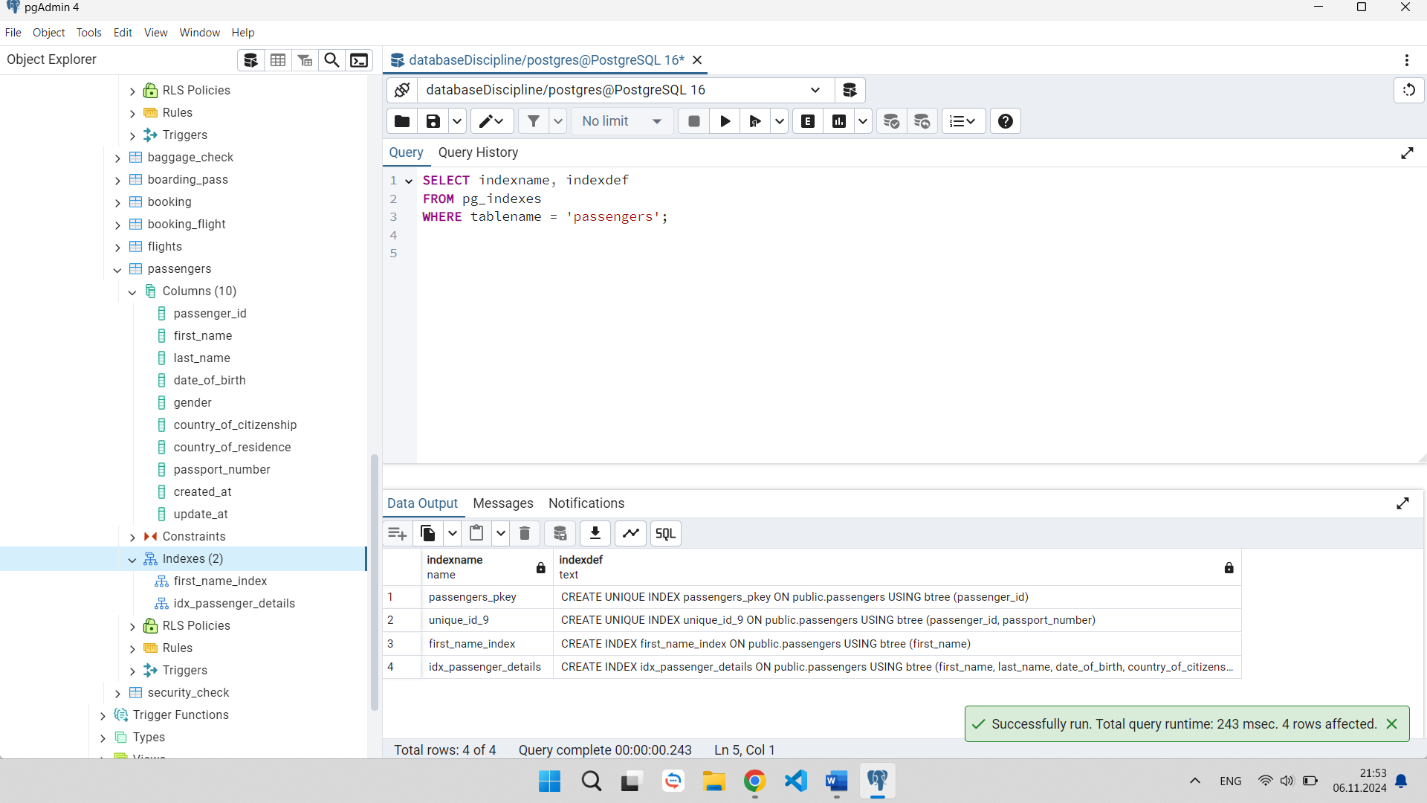 pgAdmin 4
File Object Tools Edit View Window Help
Object Explorer
RLS Policies
Rules
Triggers
baggage_check
boarding_pass
booking
booking_flight
flights
passengers
Columns (10)
passenger_id
first_name
last_name
date_of_birth
gender
country_of_citizenship
country_of_residence
passport_number
created_at
update_at
Constraints
Indexes (2)
first_name_index
idx_passenger_details
RLS Policies
Rules
Triggers
security_check
Trigger Functions
Types
Views
databaseDiscipline/postgres@PostgreSQL 16*
databaseDiscipline/postgres@PostgreSQL 16
No limit
E
Query Query History
1 SELECT indexname, indexdef
2 FROM pg_indexes
3 WHERE tablename = 'passengers';
4
5
Data Output Messages Notifications
SQL
indexname indexdef
name text
1 passengers_pkey CREATE UNIQUE INDEX passengers_pkey ON public.passengers USING btree (passenger_id)
2 unique_id_9 CREATE UNIQUE INDEX unique_id_9 ON public.passengers USING btree (passenger_id, passport_number)
3 first_name_index CREATE INDEX first_name_index ON public.passengers USING btree (first_name)
4 idx_passenger_details CREATE INDEX idx_passenger_details ON public.passengers USING btree (first_name, last_name, date_of_birth, country_of_citizens...
Successfully run. Total query runtime: 243 msec. 4 rows affected.
Total rows: 4 of 4 Query complete 00:00:00.243 Ln 5, Col 1
ENG
21:53
06.11.2024